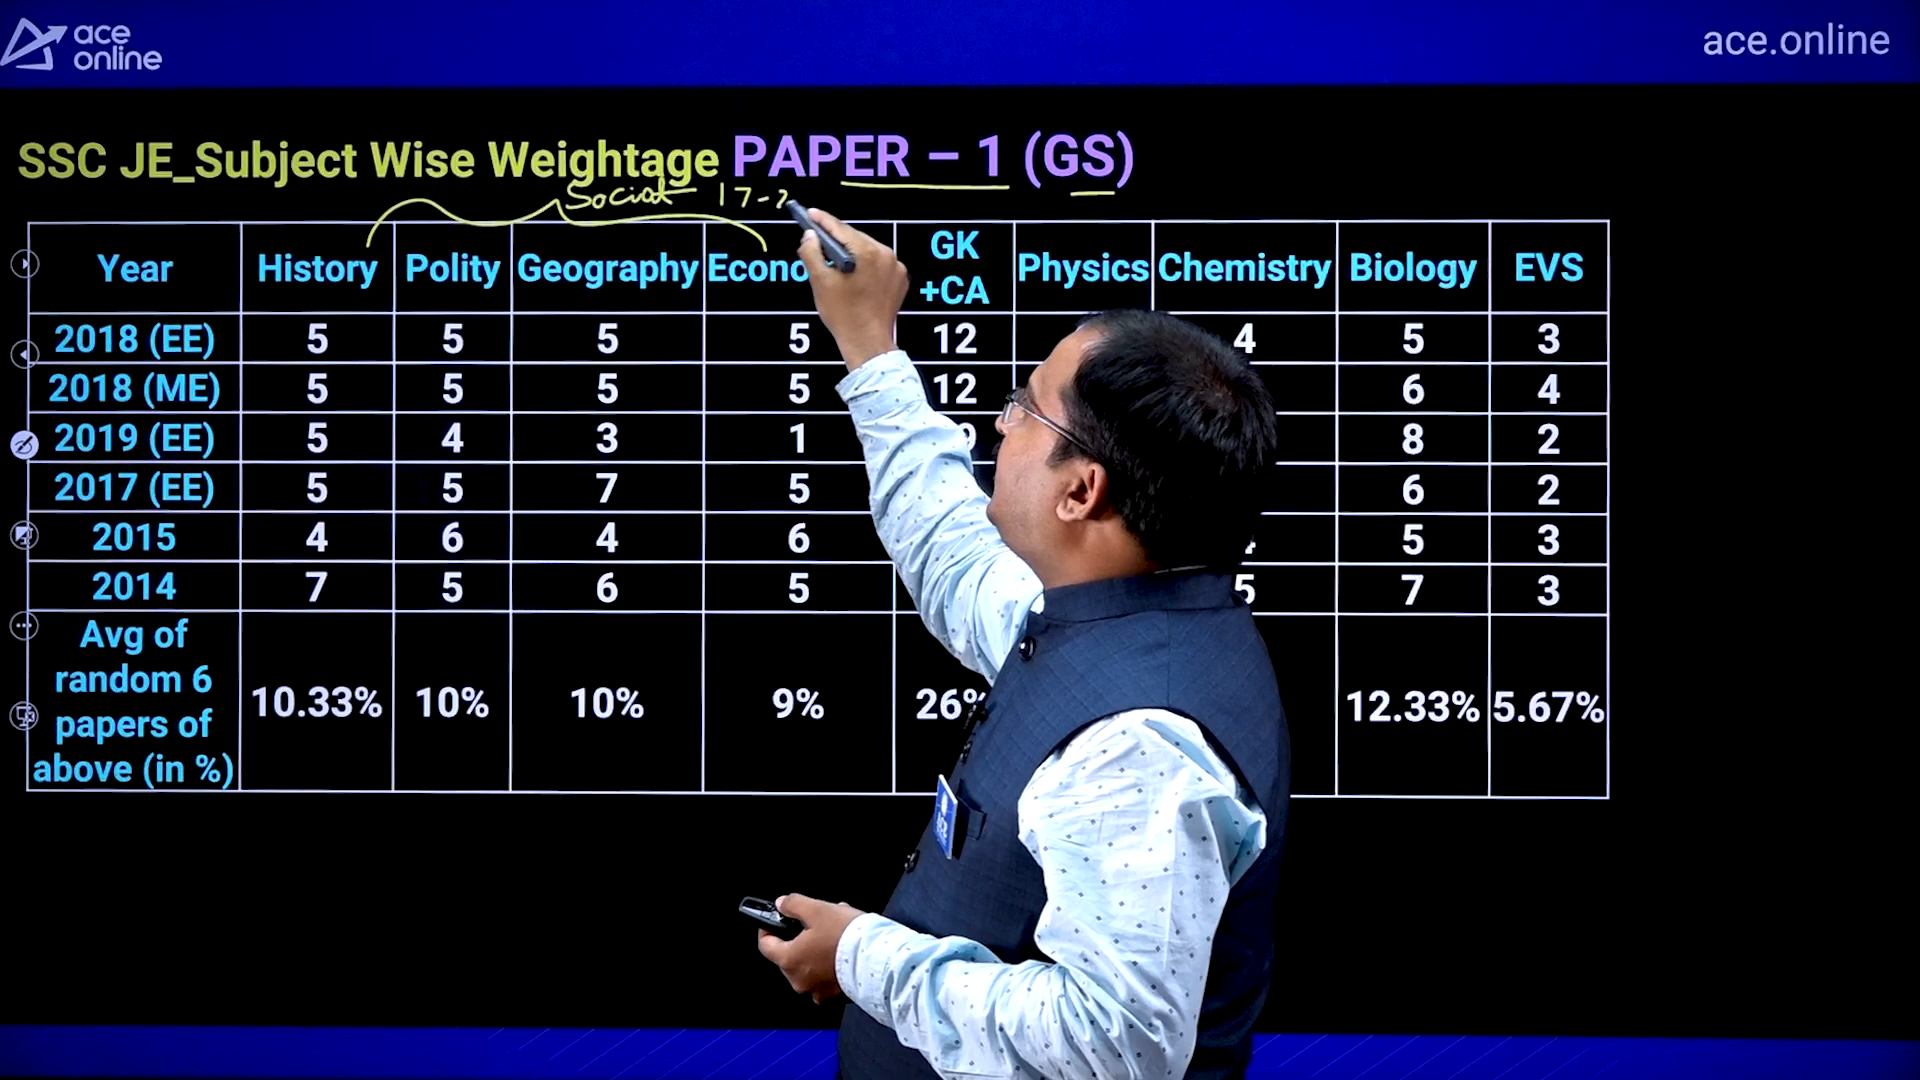 ace
online
ace.online
SSC JE_Subject Wise Weightage PAPER – 1 (GS)
Social 17-2
Year History Polity Geography GK +CA Physics Chemistry Biology EVS
2018 (EE) 5 5 5 5 12 4 5 3
2018 (ME) 5 5 5 5 12 6 4
2019 (EE) 5 4 3 1 8 2
2017 (EE) 5 5 7 5 6 2
2015 4 6 4 6 5 3
2014 7 5 6 5 5 7 3
Avg of
random 6
papers of
above (in %)
10.33% 10% 10% 9% 26% 12.33% 5.67%
ACE